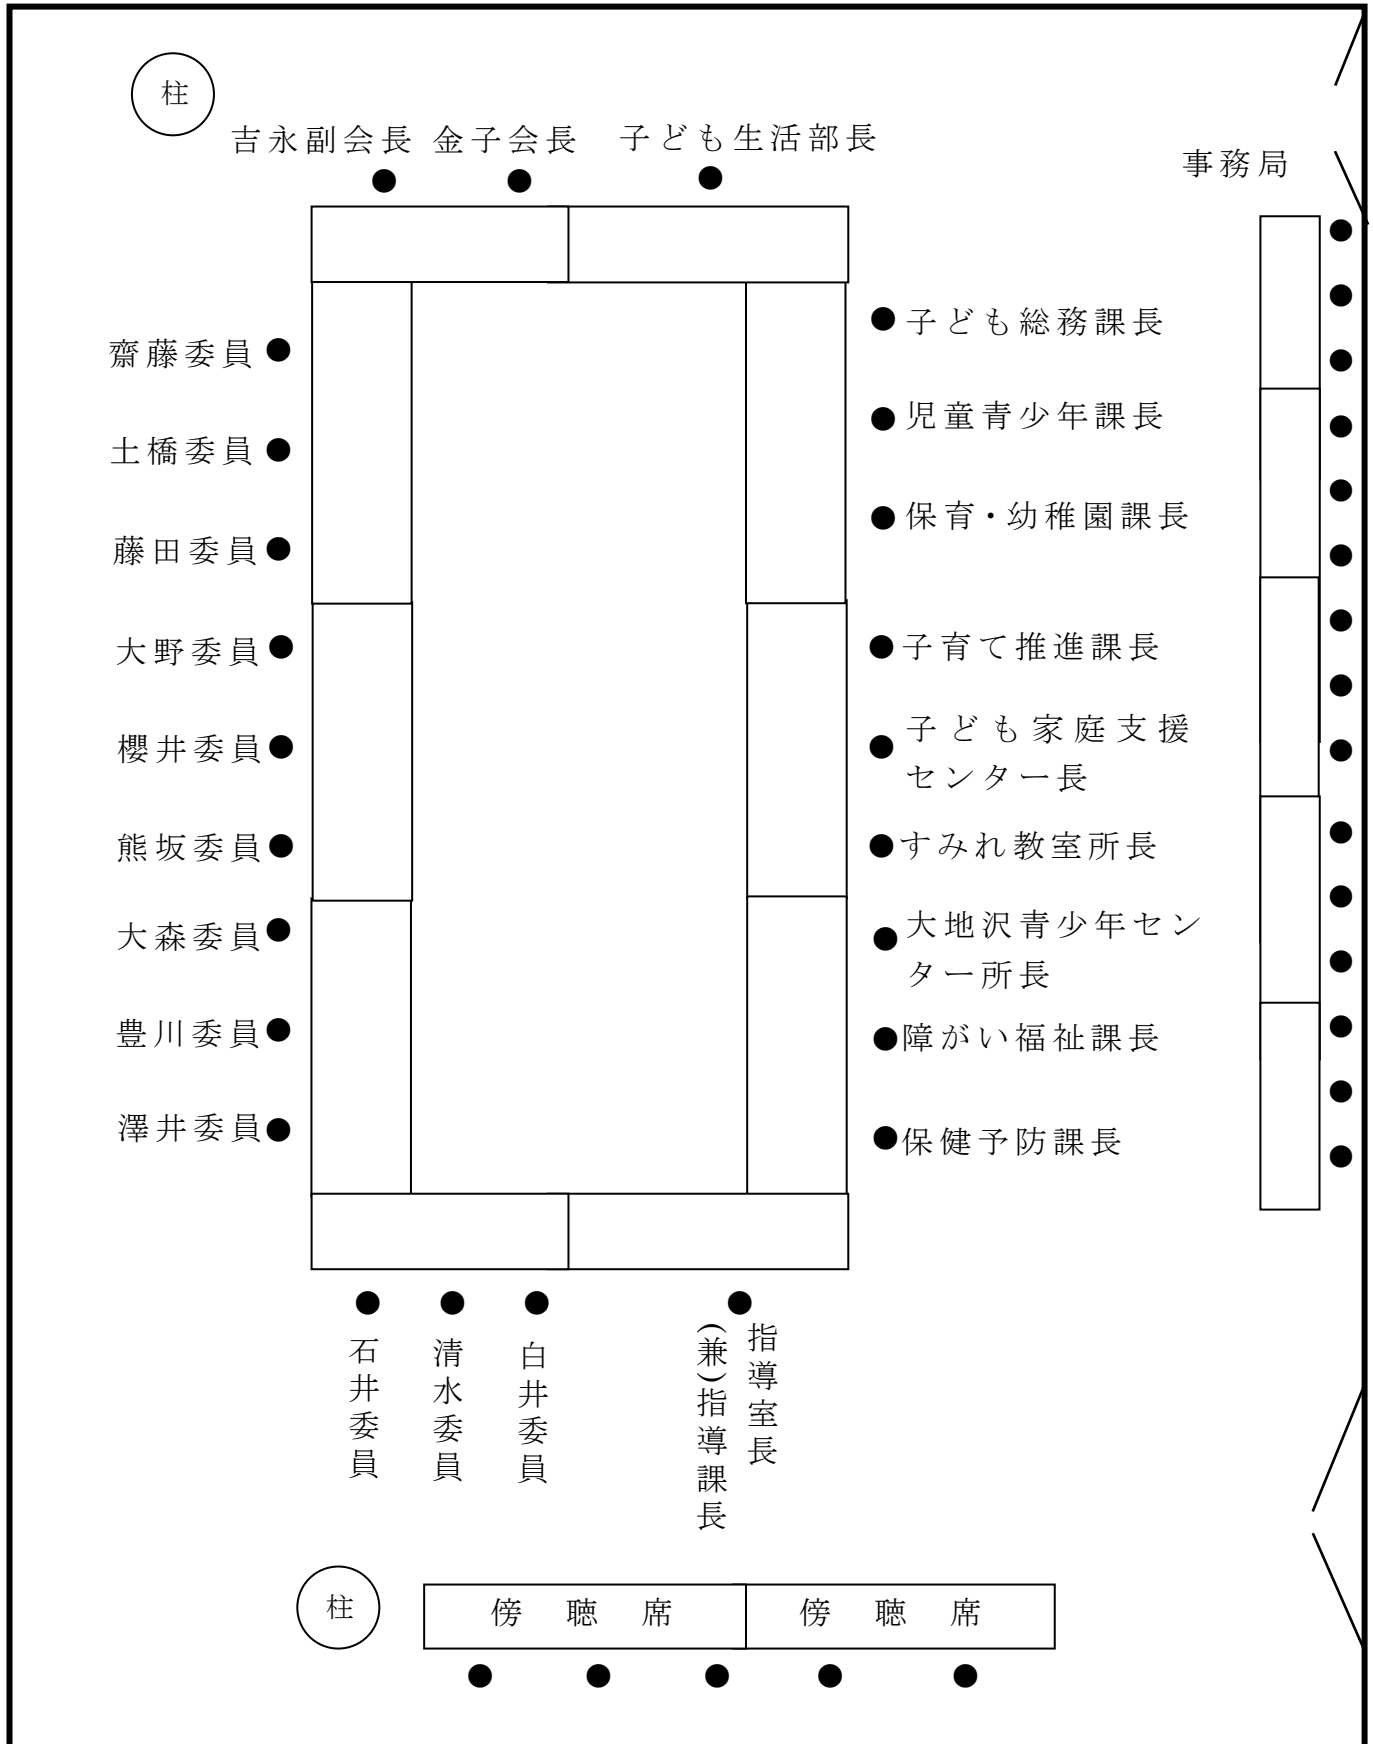 柱
吉永副会長
金子会長
子ども生活部長
事務局
齋藤委員
土橋委員
藤田委員
大野委員
櫻井委員
熊坂委員
大森委員
豊川委員
澤井委員
子ども総務課長
児童青少年課長
保育・幼稚園課長
子育て推進課長
子ども家庭支援
センター長
すみれ教室所長
大地沢青少年セン
ター所長
障がい福祉課長
保健予防課長
石井委員
清水委員
白井委員
指導室長
(兼)指導課長
柱
傍聴席
傍聴席